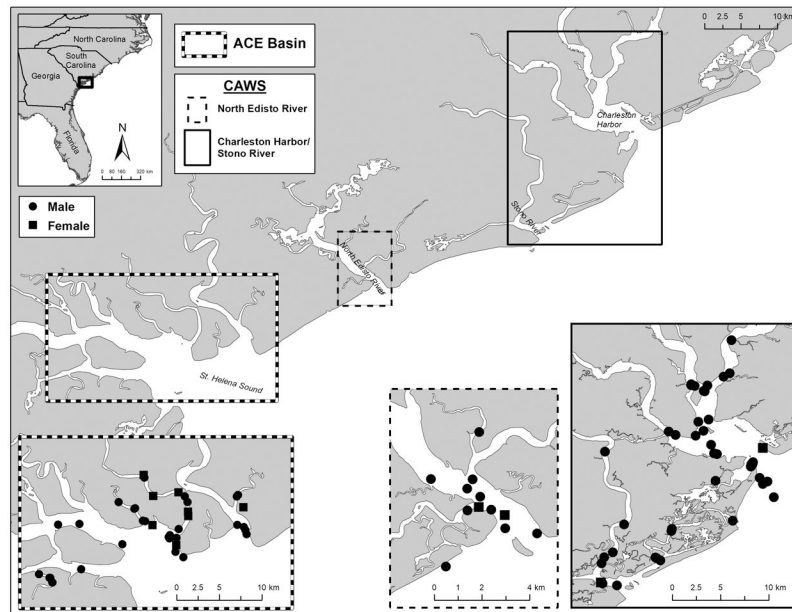 North Carolina
South
Carolina
Georgia
Florida
N
0 80 160 320 km
ACE Basin
CAWS
North Edisto River
Charleston Harbor/
Stono River
Male
Female
0 2.5 5 10 km
Charleston
Harbor
Stono River
North Edisto River
St. Helena Sound
0 2.5 5 10 km
0 1 2 4 km
0 2.5 5 10 km